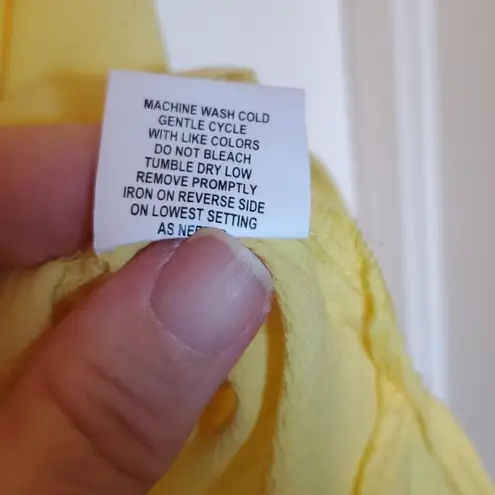 MACHINE WASH COLD
GENTLE CYCLE
WITH LIKE COLORS
DO NOT BLEACH
TUMBLE DRY LOW
REMOVE PROMPTLY
IRON ON REVERSE SIDE
ON LOWEST SETTING
AS